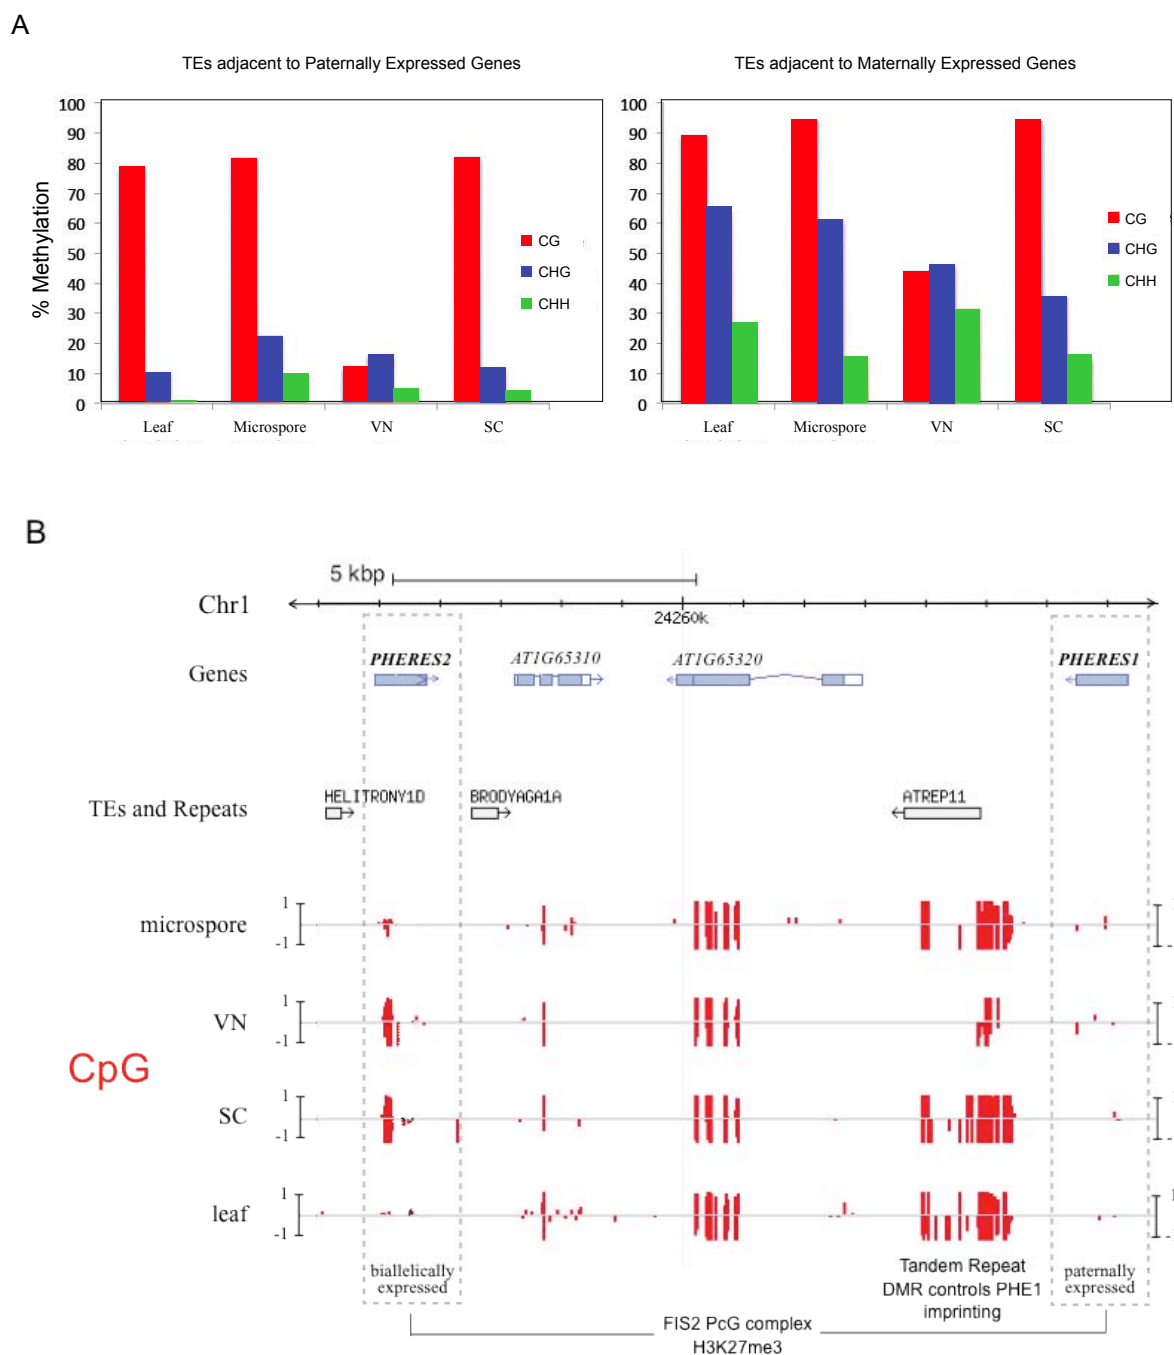 A
TEs adjacent to Paternally Expressed Genes
% Methylation
100
90
80
70
60
50
40
30
20
10
0
CG
CHG
CHH
Leaf Microspore VN SC
TEs adjacent to Maternally Expressed Genes
100
90
80
70
60
50
40
30
20
10
0
CG
CHG
CHH
Leaf Microspore VN SC
B
5 kbp
Chr1
24260k
Genes
PHERES2 AT1G65310 AT1G65320 PHERES1
TEs and Repeats
HELITRONY1D BRODYAGA1A ATREP11
CpG
microspore
1
-1
VN
1
-1
SC
1
-1
leaf
1
-1
biallelically
expressed
Tandem Repeat
DMR controls PHE1
imprinting
paternally
expressed
FIS2 PcG complex
H3K27me3